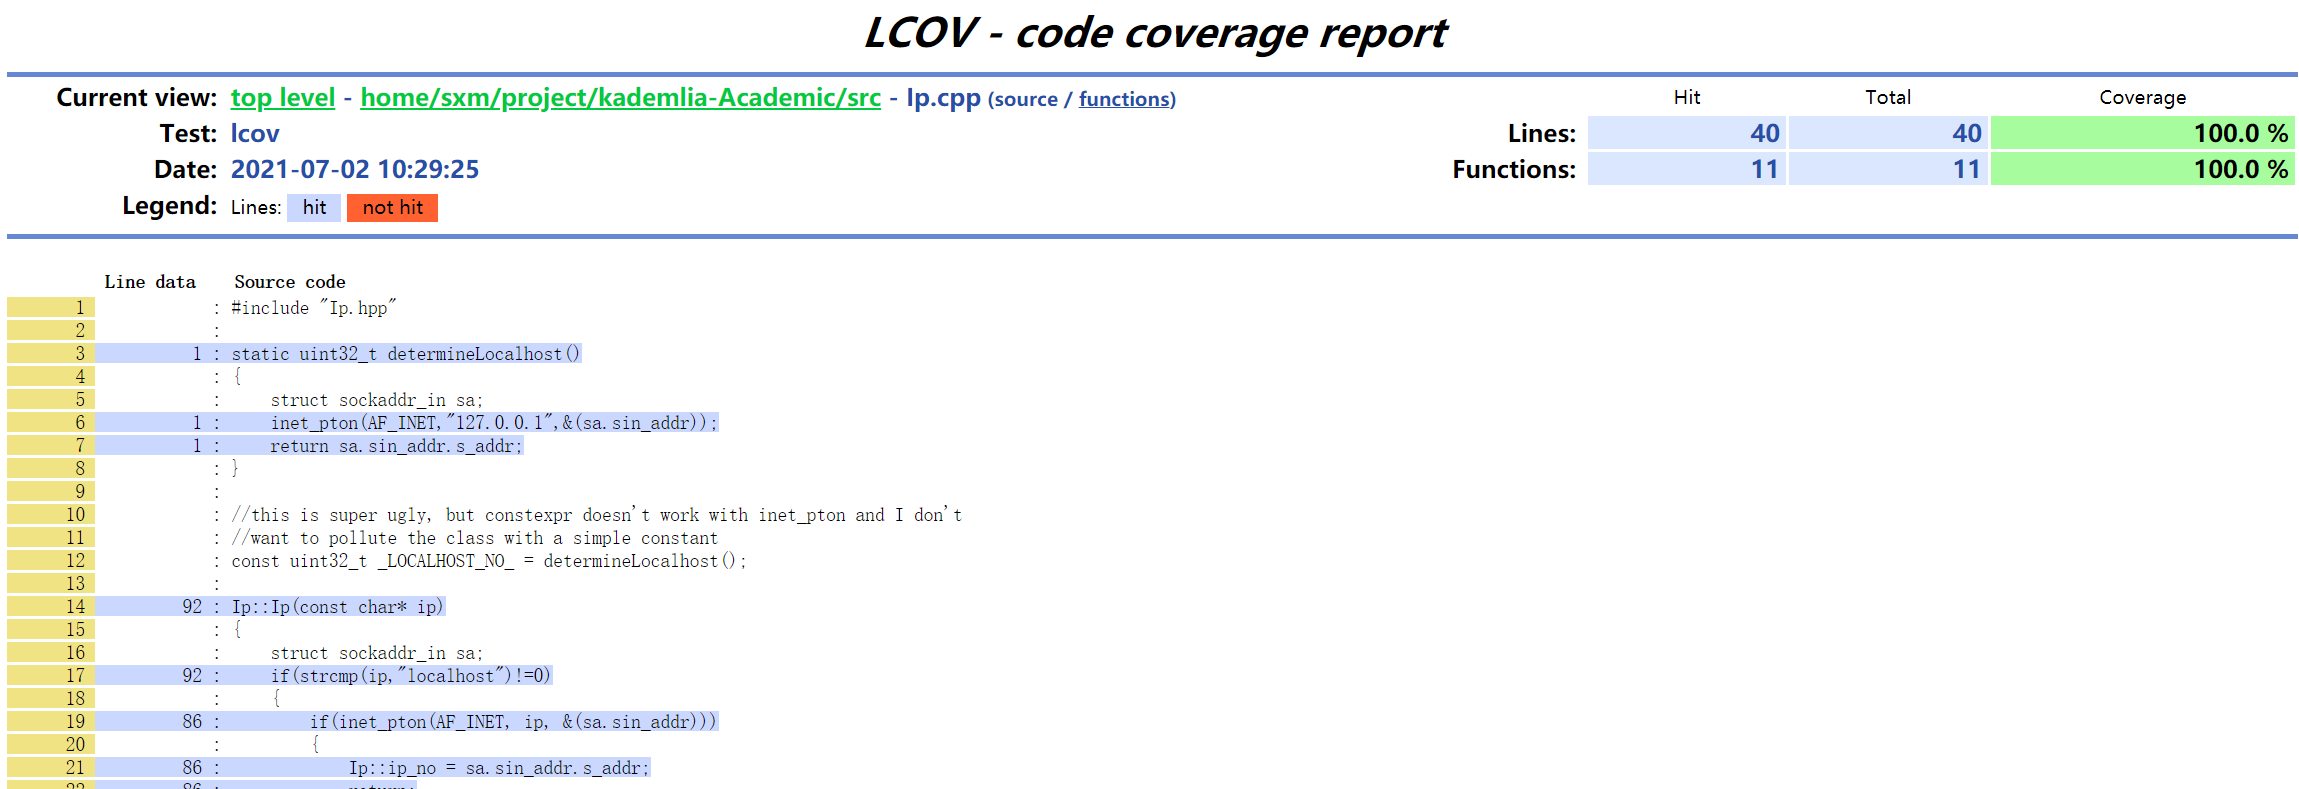 LCOV - code coverage report
Current view: top level - home/sxm/project/kademlia-Academic/src - Ip.cpp (source / functions) Hit Total Coverage
Test: lcov Lines: 40 40 100.0 %
Date: 2021-07-02 10:29:25 Functions: 11 11 100.0 %
Legend: Lines: hit not hit
Line data Source code
1 : #include "Ip.hpp"
2 :
3 1 : static uint32_t determineLocalhost()
4 : {
5 : struct sockaddr_in sa;
6 1 : inet_pton(AF_INET,"127.0.0.1",&(sa.sin_addr));
7 1 : return sa.sin_addr.s_addr;
8 : }
9 :
10 : //this is super ugly, but constexpr doesn't work with inet_pton and I don't
11 : //want to pollute the class with a simple constant
12 : const uint32_t _LOCALHOST_NO_ = determineLocalhost();
13 :
14 92 : Ip::Ip(const char* ip)
15 : {
16 : struct sockaddr_in sa;
17 92 : if(strcmp(ip,"localhost")!=0)
18 : {
19 86 : if(inet_pton(AF_INET, ip, &(sa.sin_addr)))
20 : {
21 86 : Ip::ip_no = sa.sin_addr.s_addr;
22 86 : return;